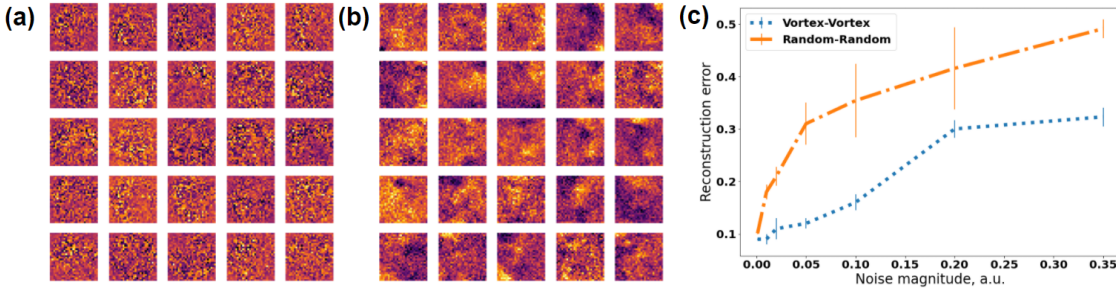 (a)
(b)
(c)
Vortex-Vortex
Random-Random
Reconstruction error
0.5
0.4
0.3
0.2
0.1
0.00 0.05 0.10 0.15 0.20 0.25 0.30 0.35
Noise magnitude, a.u.